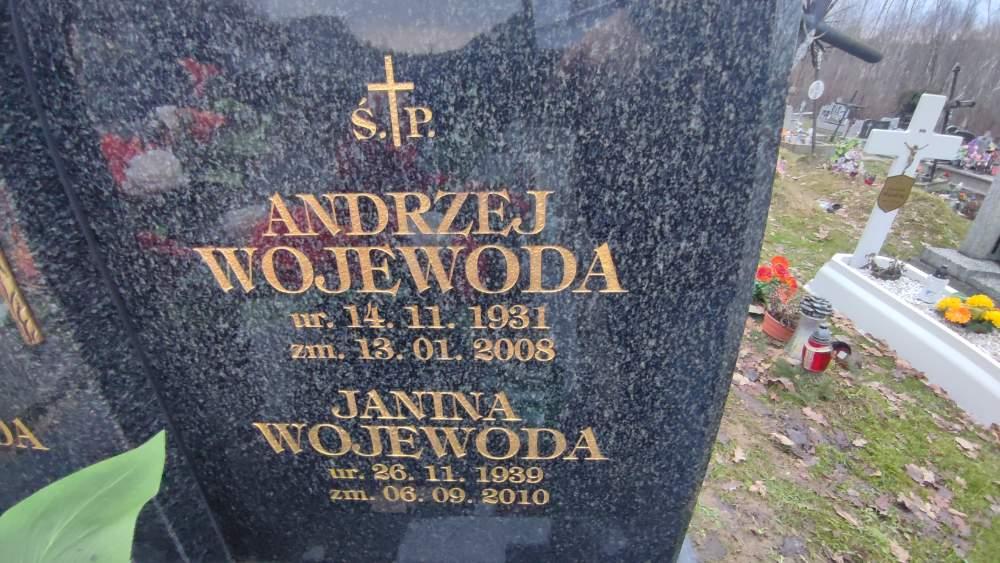 Ś. P.
ANDRZEJ
WOJEWODA
ur. 14. 11. 1931
zm. 13. 01. 2008
JANINA
WOJEWODA
ur. 26. 11. 1939
zm. 06. 09. 2010
DA